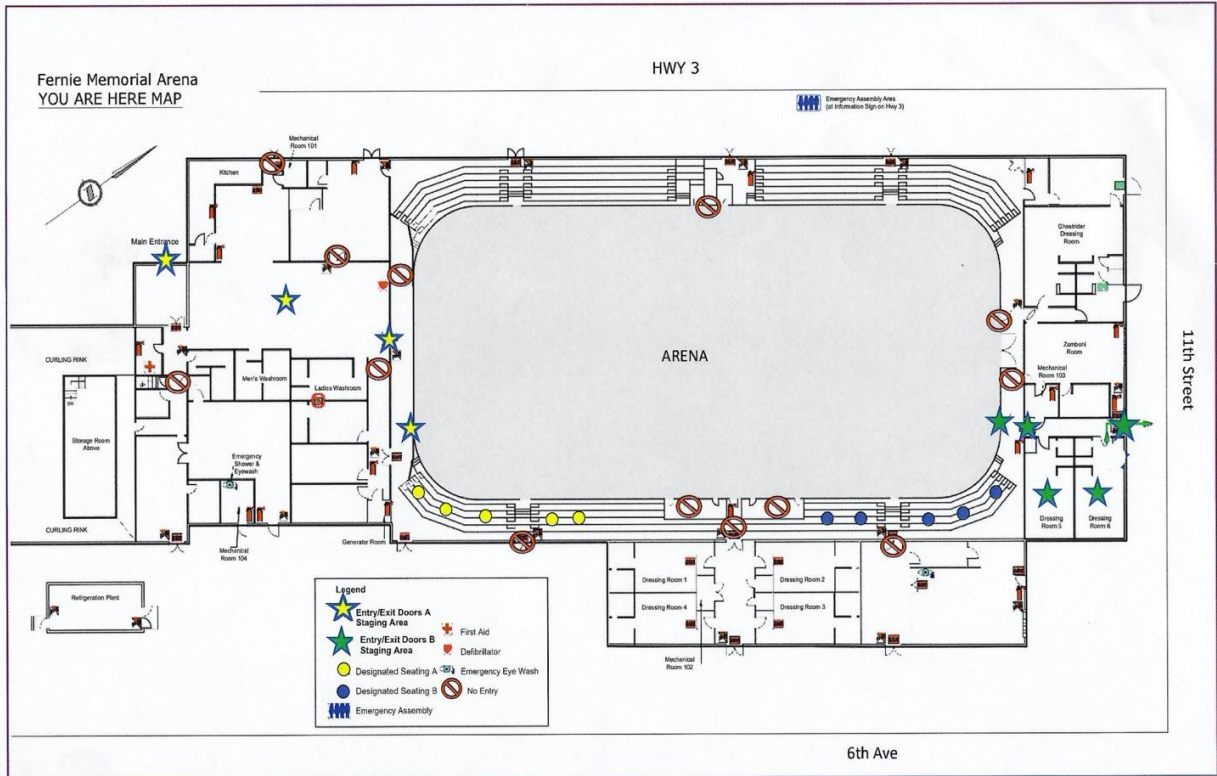 Fernie Memorial Arena
YOU ARE HERE MAP
HWY 3
Emergency Assembly Area
(at Information Sign on Hwy 3)
Mechanical
Room 101
Kitchen
Main Entrance
Ghostrider
Dressing
Room
ARENA
CURLING RINK
Men's Washroom
Ladies Washroom
Zamboni
Room
Mechanical
Room 103
11th Street
Storage Room
Above
Emergency
Shower &
Eyewash
CURLING RINK
Mechanical
Room 104
Generator Room
Dressing
Room 5
Dressing
Room 6
Refrigeration Plant
Dressing Room 1
Dressing Room 2
Dressing Room 4
Dressing Room 3
Mechanical
Room 102
Legend
Entry/Exit Doors A
Staging Area
Entry/Exit Doors B
Staging Area
Designated Seating A
Designated Seating B
Emergency Assembly
First Aid
Defibrillator
Emergency Eye Wash
No Entry
6th Ave